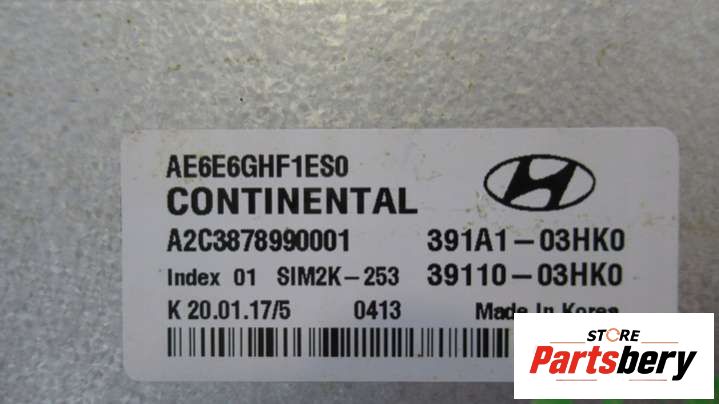 AE6E6GHF1ES0
CONTINENTAL
A2C3878990001 391A1-03HK0
Index 01 SIM2K-253 39110-03HK0
K 20.01.17/5 0413 Made In Korea
STORE
Partsbery